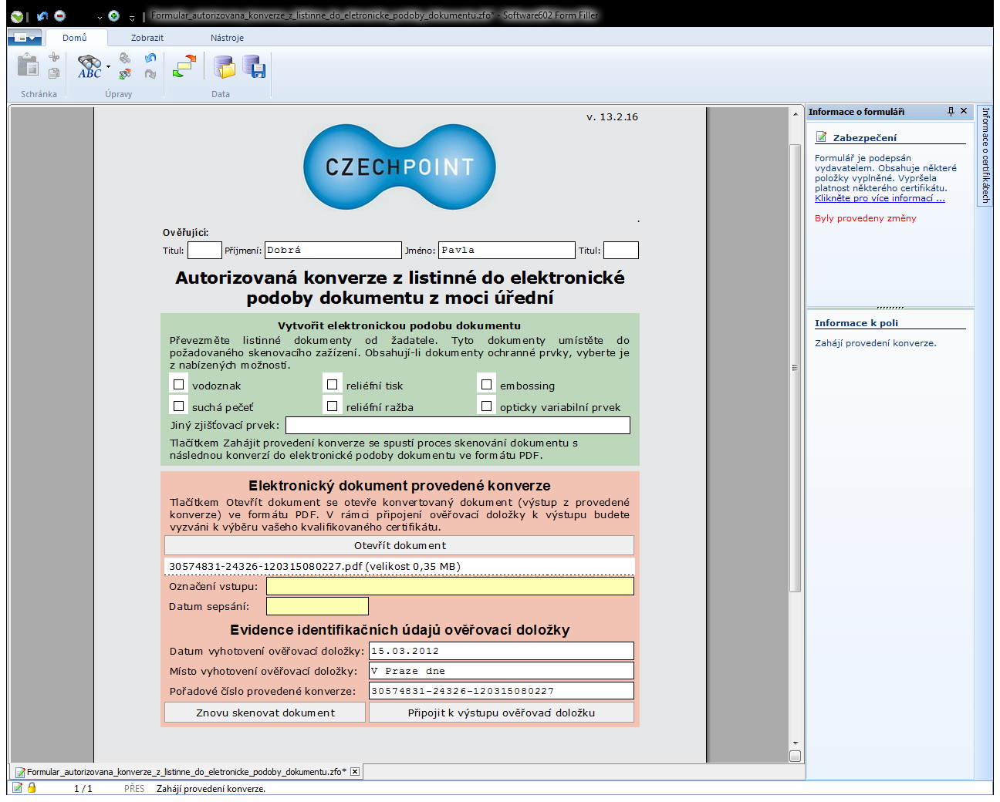 Formular_autorizovana_konverze_z_listinne_do_eletronicke_podoby_dokumentu.zfo* - Software602 Form Filler
Domů Zobrazit Nástroje
ABC
Schránka Úpravy Data
v. 13.2.16
CZECHPOINT
.
Ověřující:
Titul: Příjmení: Dobrá Jméno: Pavla Titul:
Autorizovaná konverze z listinné do elektronické
podoby dokumentu z moci úřední
Vytvořit elektronickou podobu dokumentu
Převezměte listinné dokumenty od žadatele. Tyto dokumenty umístěte do
požadovaného skenovacího zažízení. Obsahují-li dokumenty ochranné prvky, vyberte je
z nabízených možností.
vodoznak reliéfní tisk embossing
suchá pečeť reliéfní ražba opticky variabilní prvek
Jiný zjišťovací prvek:
Tlačítkem Zahájit provedení konverze se spustí proces skenování dokumentu s
následnou konverzí do elektronické podoby dokumentu ve formátu PDF.
Elektronický dokument provedené konverze
Tlačítkem Otevřít dokument se otevře konvertovaný dokument (výstup z provedené
konverze) ve formátu PDF. V rámci připojení ověřovací doložky k výstupu budete
vyzváni k výběru vašeho kvalifikovaného certifikátu.
Otevřít dokument
30574831-24326-120315080227.pdf (velikost 0,35 MB)
Označení vstupu:
Datum sepsání:
Evidence identifikačních údajů ověřovací doložky
Datum vyhotovení ověřovací doložky: 15.03.2012
Místo vyhotovení ověřovací doložky: V Praze dne
Pořadové číslo provedené konverze: 30574831-24326-120315080227
Znovu skenovat dokument Připojit k výstupu ověřovací doložku
Informace o formuláři
Zabezpečení
Formulář je podepsán
vydavatelem. Obsahuje některé
položky vyplněné. Vypršela
platnost některého certifikátu.
Klikněte pro více informací ...
Byly provedeny změny
Informace k poli
Zahájí provedení konverze.
Informace o certifikátech
Formular_autorizovana_konverze_z_listinne_do_eletronicke_podoby_dokumentu.zfo*
1 / 1 PŘES Zahájí provedení konverze.